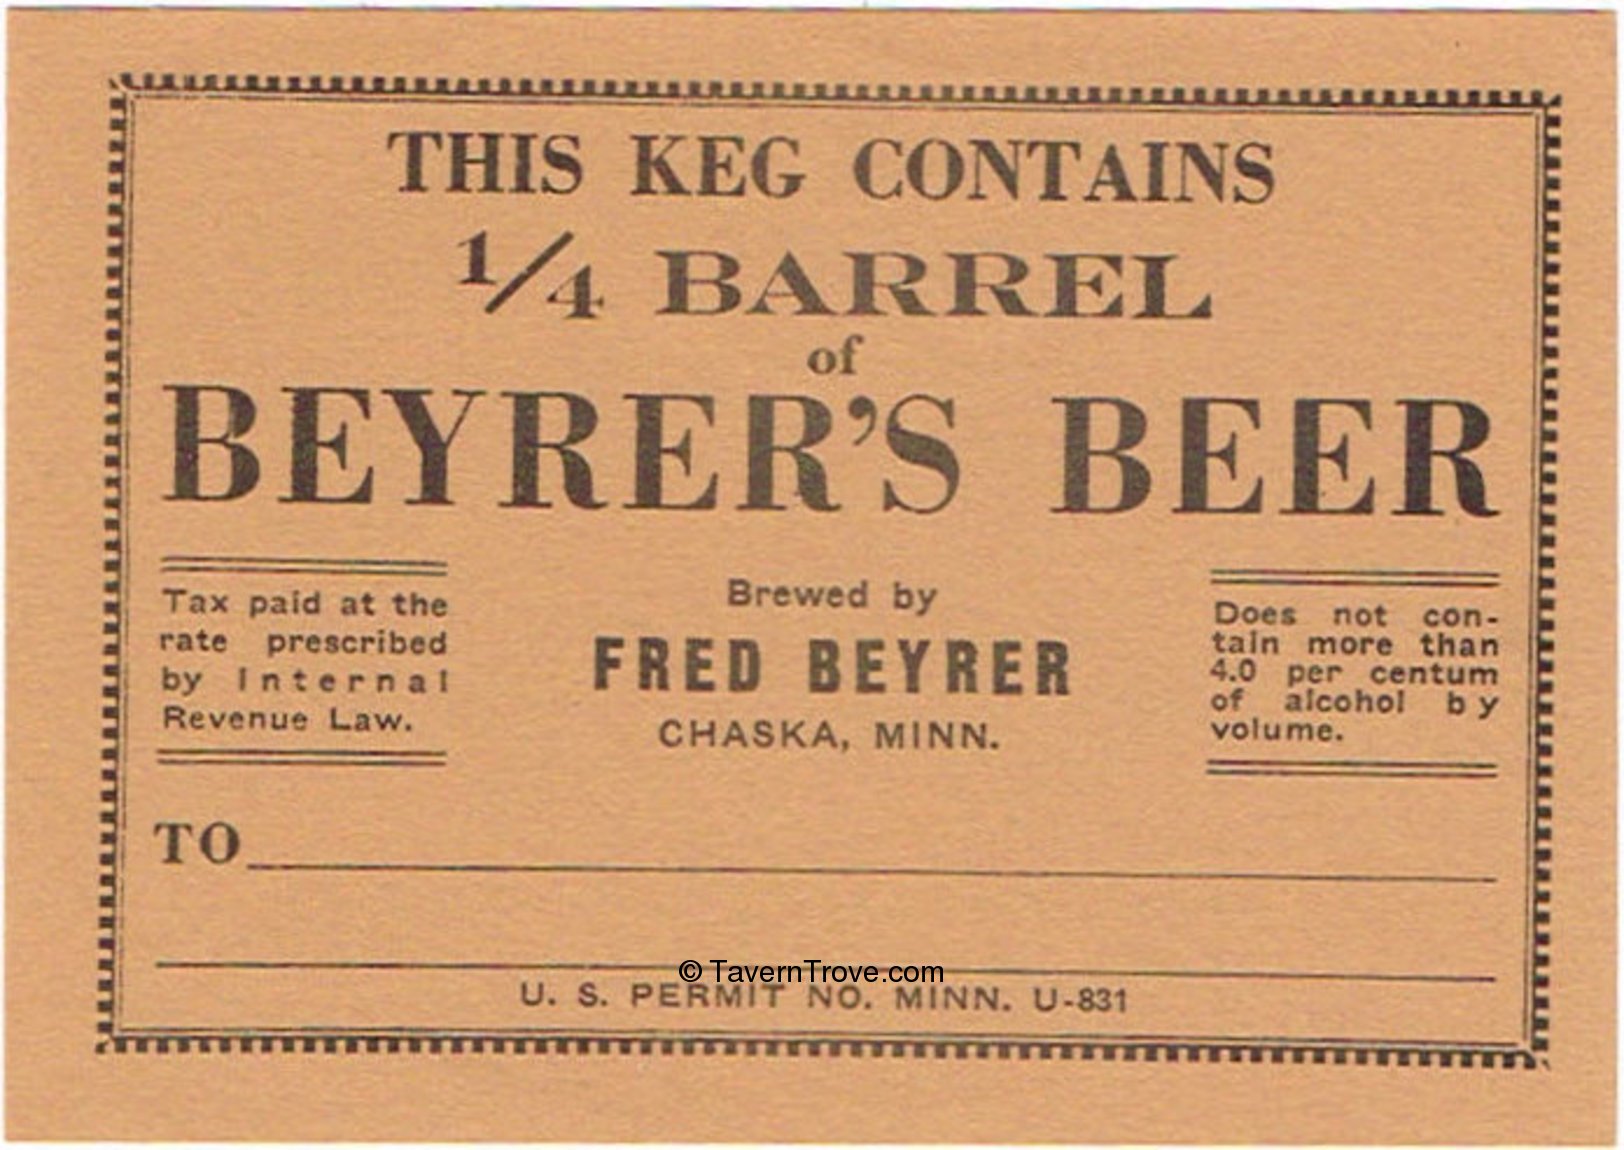 THIS KEG CONTAINS
1/4 BARREL
of
BEYRER'S BEER
Tax paid at the
rate prescribed
by Internal
Revenue Law.
Brewed by
FRED BEYRER
CHASKA, MINN.
Does not con-
tain more than
4.0 per centum
of alcohol by
volume.
TO
© TavernTrove.com
U. S. PERMIT NO. MINN. U-831